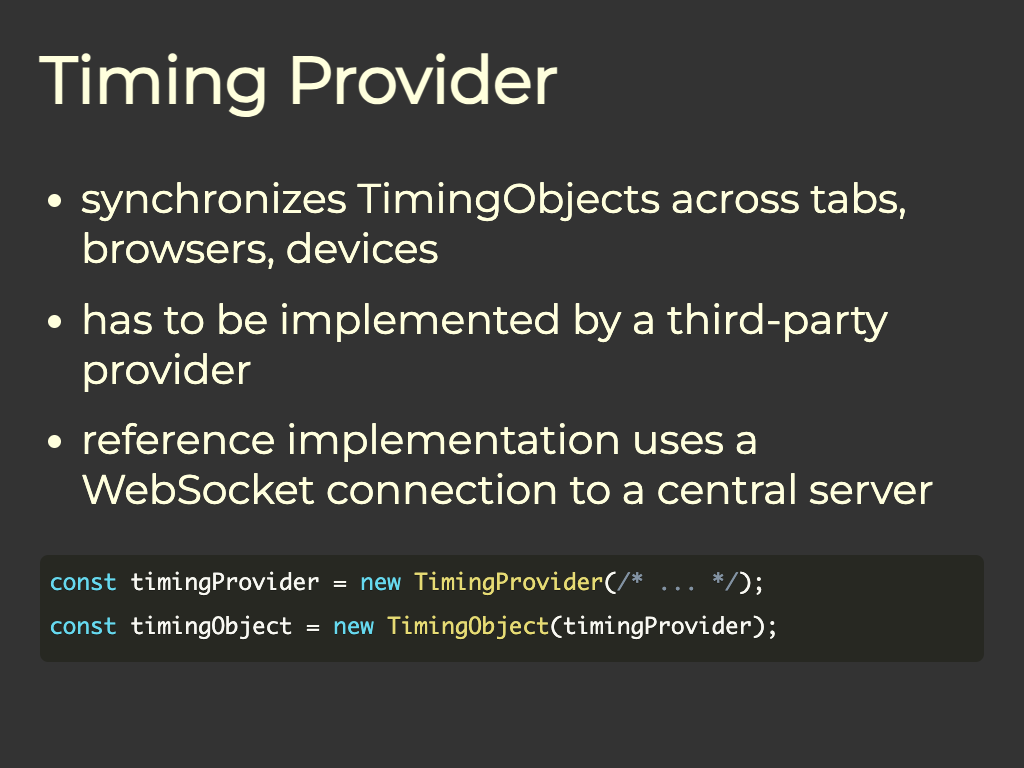 Timing Provider
• synchronizes TimingObjects across tabs,
browsers, devices
• has to be implemented by a third-party
provider
• reference implementation uses a
WebSocket connection to a central server
const timingProvider = new TimingProvider(/* ... */);
const timingObject = new TimingObject(timingProvider);